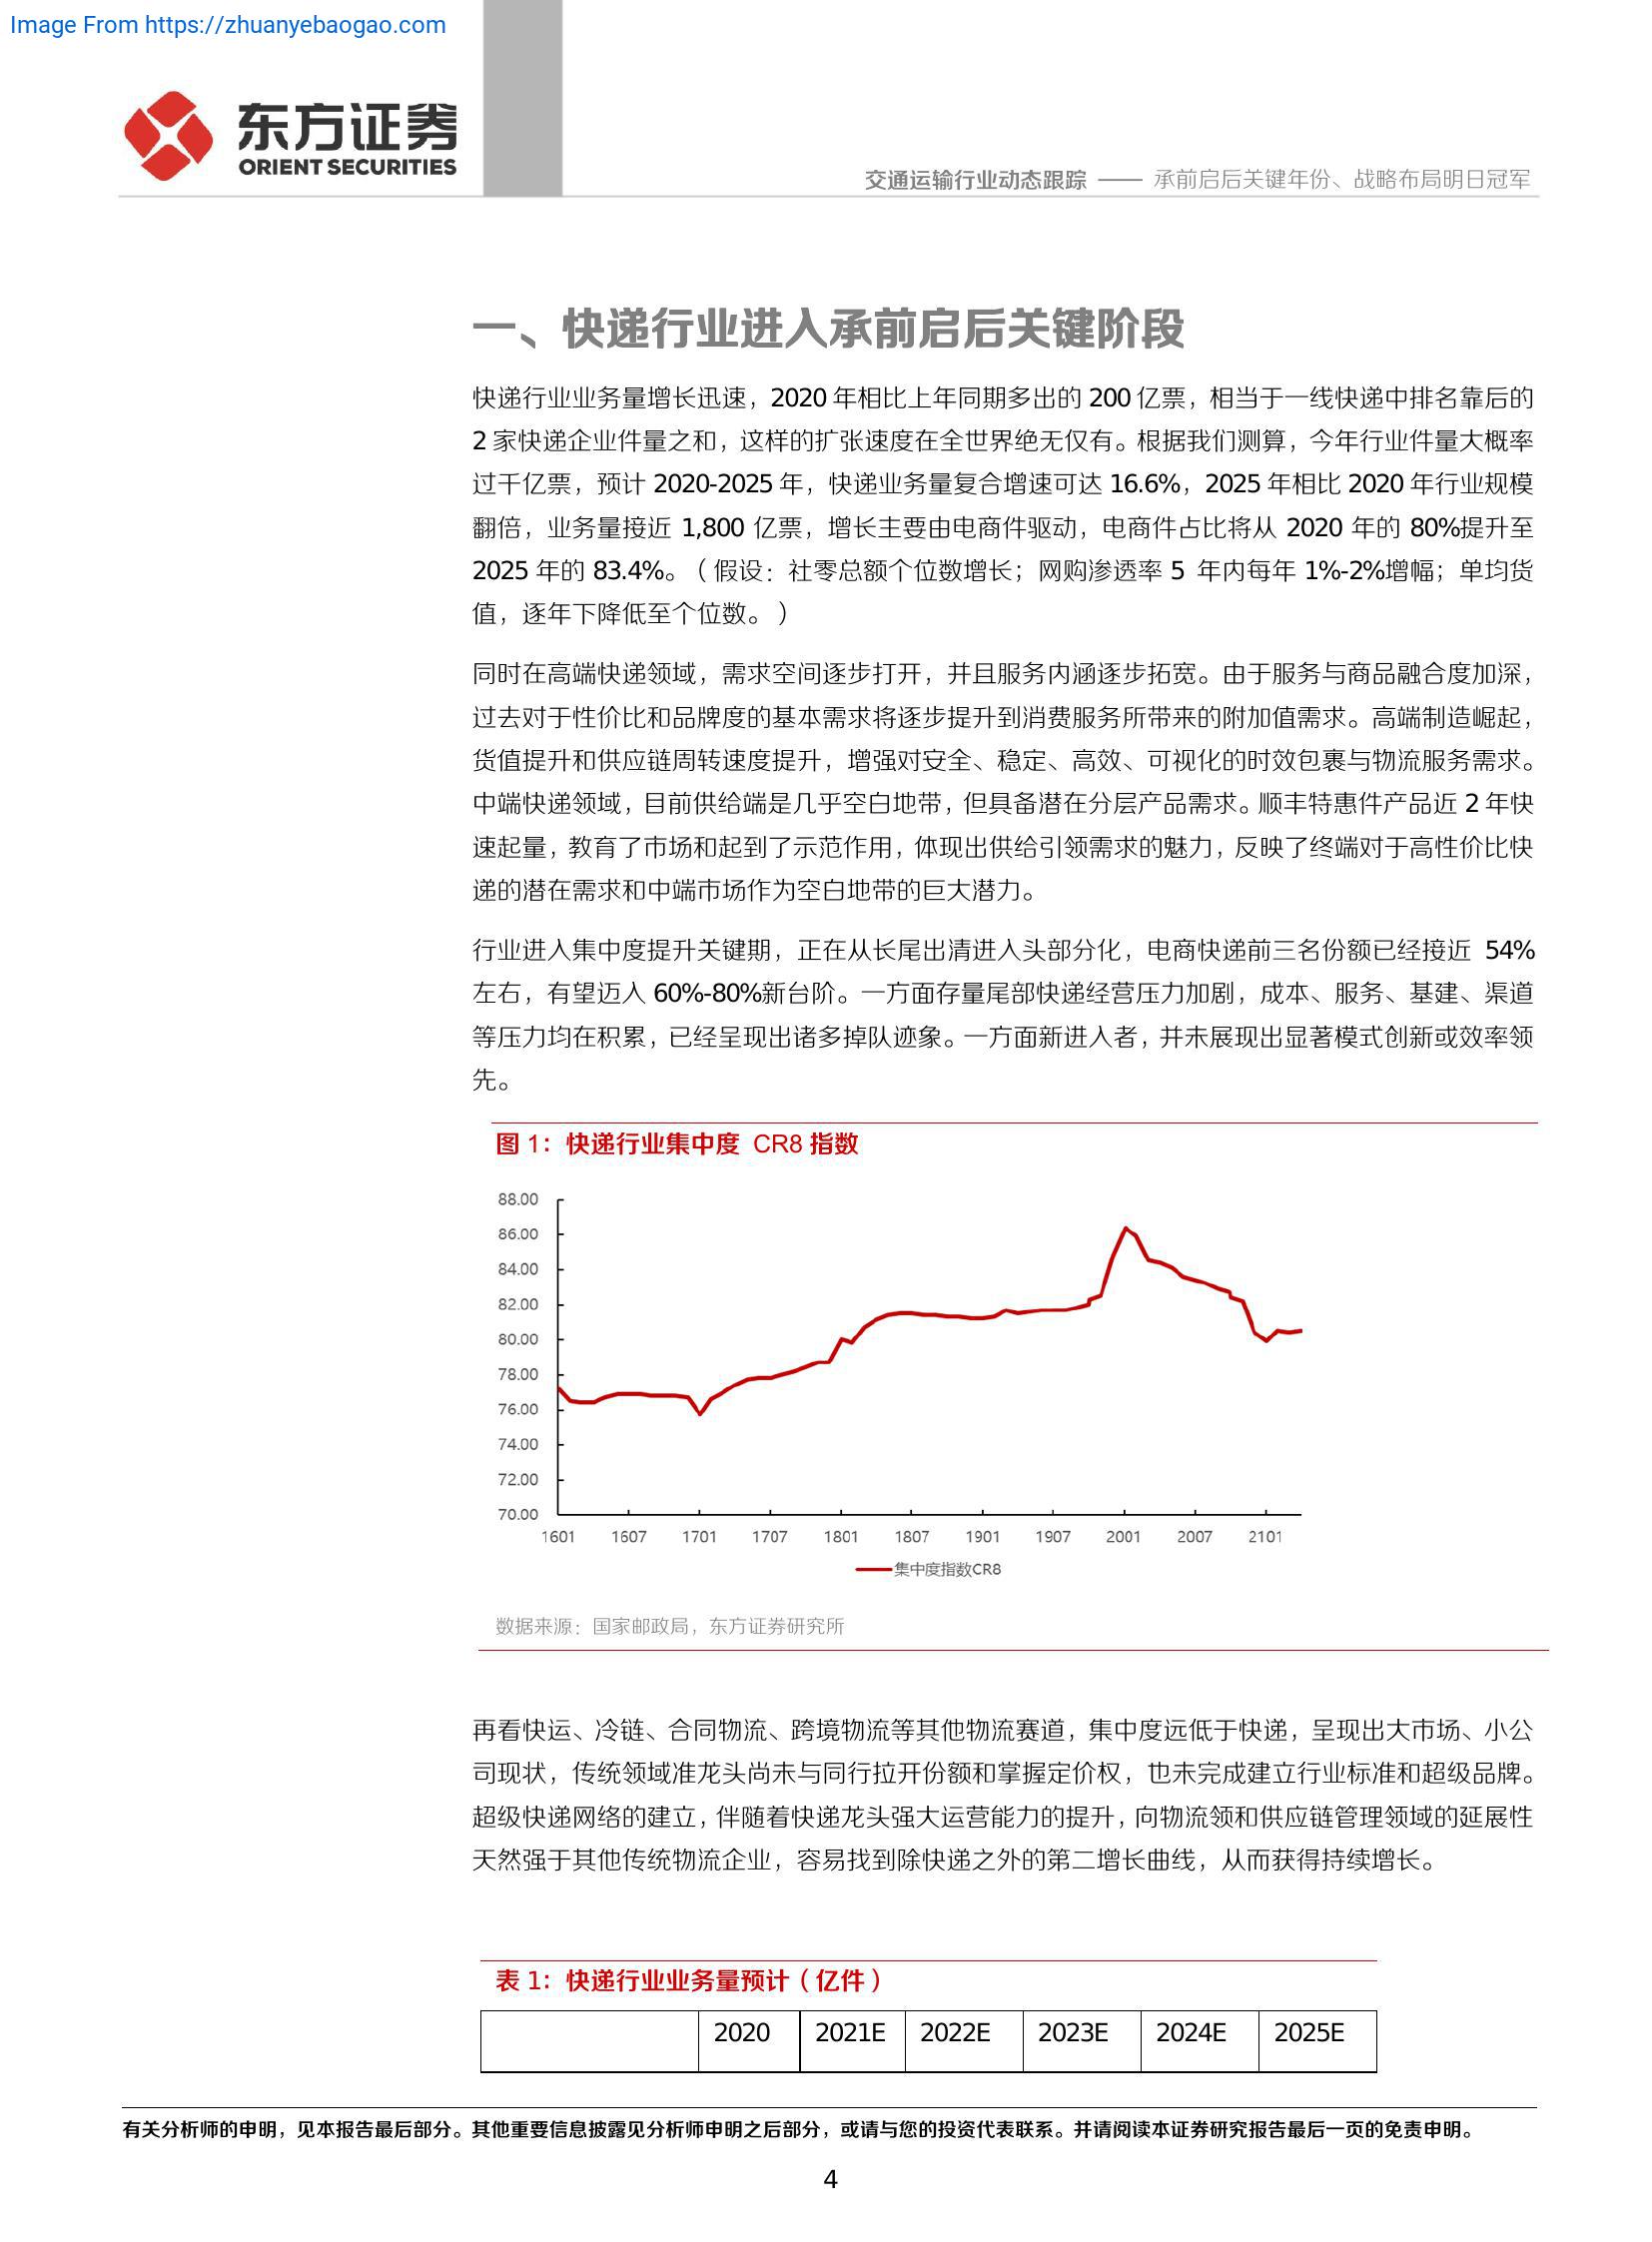 Image From https://zhuanyebaogao.com
东方证券
ORIENT SECURITIES
交通运输行业动态跟踪 —— 承前启后关键年份、战略布局明日冠军
一、快递行业进入承前启后关键阶段
快递行业业务量增长迅速，2020 年相比上年同期多出的 200 亿票，相当于一线快递中排名靠后的
2 家快递企业件量之和，这样的扩张速度在全世界绝无仅有。根据我们测算，今年行业件量大概率
过千亿票，预计 2020-2025 年，快递业务量复合增速可达 16.6%，2025 年相比 2020 年行业规模
翻倍，业务量接近 1,800 亿票，增长主要由电商件驱动，电商件占比将从 2020 年的 80%提升至
2025 年的 83.4%。（假设：社零总额个位数增长；网购渗透率 5 年内每年 1%-2%增幅；单均货
值，逐年下降低至个位数。）
同时在高端快递领域，需求空间逐步打开，并且服务内涵逐步拓宽。由于服务与商品融合度加深，
过去对于性价比和品牌度的基本需求将逐步提升到消费服务所带来的附加值需求。高端制造崛起，
货值提升和供应链周转速度提升，增强对安全、稳定、高效、可视化的时效包裹与物流服务需求。
中端快递领域，目前供给端是几乎空白地带，但具备潜在分层产品需求。顺丰特惠件产品近 2 年快
速起量，教育了市场和起到了示范作用，体现出供给引领需求的魅力，反映了终端对于高性价比快
递的潜在需求和中端市场作为空白地带的巨大潜力。
行业进入集中度提升关键期，正在从长尾出清进入头部分化，电商快递前三名份额已经接近 54%
左右，有望迈入 60%-80%新台阶。一方面存量尾部快递经营压力加剧，成本、服务、基建、渠道
等压力均在积累，已经呈现出诸多掉队迹象。一方面新进入者，并未展现出显著模式创新或效率领
先。
图 1：快递行业集中度 CR8 指数
88.00
86.00
84.00
82.00
80.00
78.00
76.00
74.00
72.00
70.00
1601 1607 1701 1707 1801 1807 1901 1907 2001 2007 2101
集中度指数CR8
数据来源：国家邮政局，东方证券研究所
再看快运、冷链、合同物流、跨境物流等其他物流赛道，集中度远低于快递，呈现出大市场、小公
司现状，传统领域准龙头尚未与同行拉开份额和掌握定价权，也未完成建立行业标准和超级品牌。
超级快递网络的建立，伴随着快递龙头强大运营能力的提升，向物流领和供应链管理领域的延展性
天然强于其他传统物流企业，容易找到除快递之外的第二增长曲线，从而获得持续增长。
表 1：快递行业业务量预计（亿件）
2020 2021E 2022E 2023E 2024E 2025E
有关分析师的申明，见本报告最后部分。其他重要信息披露见分析师申明之后部分，或请与您的投资代表联系。并请阅读本证券研究报告最后一页的免责申明。
4